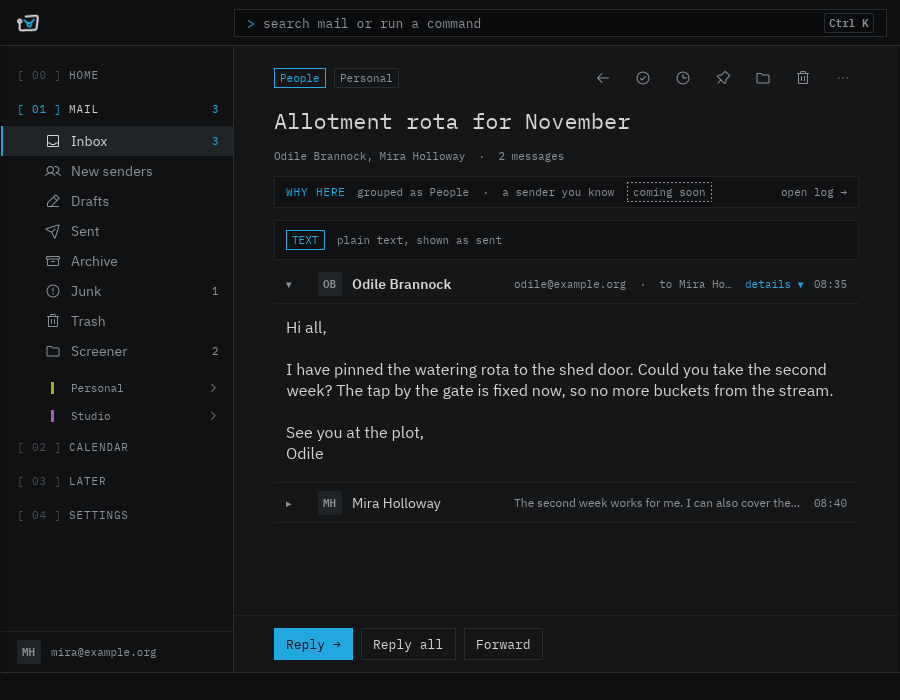 > search mail or run a command Ctrl K
[ 00 ] HOME
[ 01 ] MAIL 3
Inbox 3
New senders
Drafts
Sent
Archive
Junk 1
Trash
Screener 2
Personal
Studio
[ 02 ] CALENDAR
[ 03 ] LATER
[ 04 ] SETTINGS
MH mira@example.org
People Personal
Allotment rota for November
Odile Brannock, Mira Holloway · 2 messages
WHY HERE grouped as People · a sender you know coming soon open log →
TEXT plain text, shown as sent
▾ OB Odile Brannock odile@example.org · to Mira Ho… details ▾ 08:35
Hi all,
I have pinned the watering rota to the shed door. Could you take the second
week? The tap by the gate is fixed now, so no more buckets from the stream.
See you at the plot,
Odile
▸ MH Mira Holloway The second week works for me. I can also cover the… 08:40
Reply → Reply all Forward